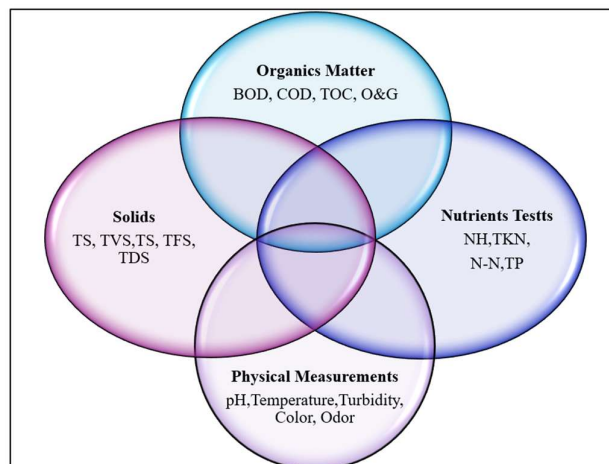 Organics Matter
BOD, COD, TOC, O&G
Solids
TS, TVS,TS, TFS,
TDS
Nutrients Testts
NH,TKN,
N-N,TP
Physical Measurements
pH,Temperature,Turbidity,
Color, Odor